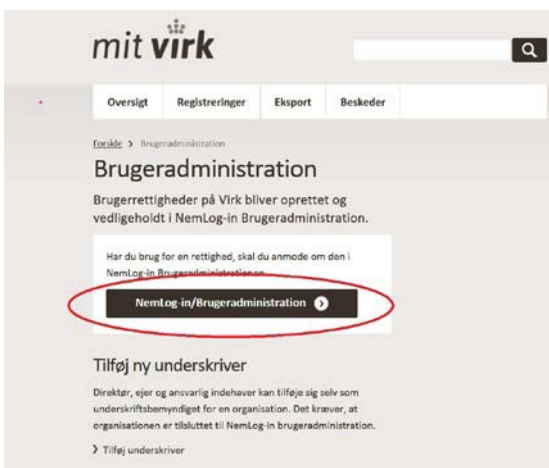 mit virk
Oversigt Registreringer Eksport Beskeder
Forside > Brugeradministration
Brugeradministration
Brugerrettigheder på Virk bliver oprettet og
vedligeholdt i NemLog-in Brugeradministration.
Har du brug for en rettighed, skal du anmode om den i
NemLog-in Brugeradministrationen
NemLog-in/Brugeradministration
Tilføj ny underskriver
Direktør, ejer og ansvarlig indehaver kan tilføje sig selv som
underskriftsbemyndiget for en organisation. Det kræver, at
organisationen er tilsluttet til NemLog-in brugeradministration.
> Tilføj underskriver